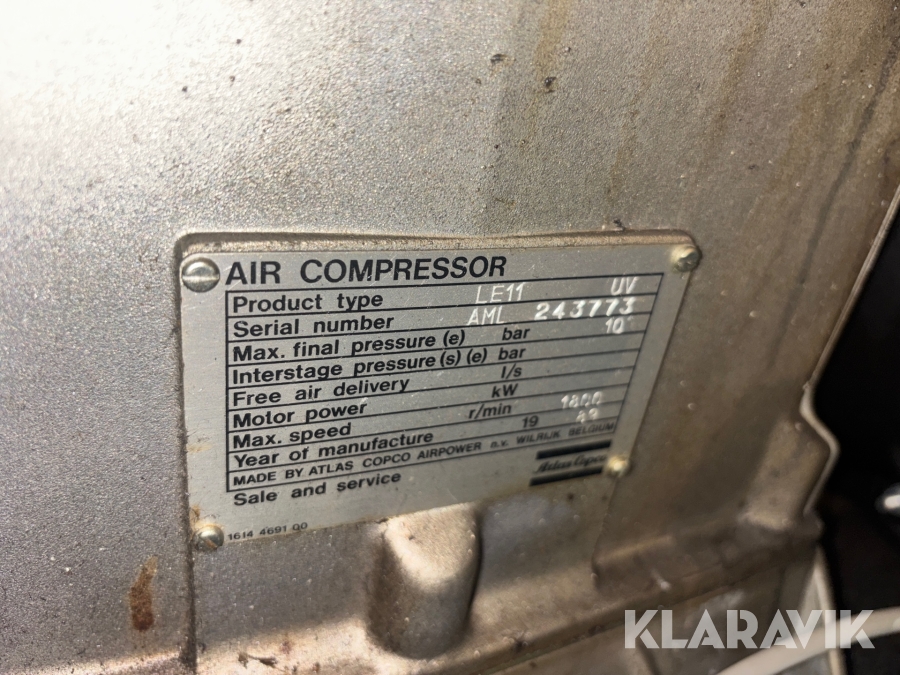 AIR COMPRESSOR
Product type LE11 UV
Serial number AML 243773
Max. final pressure (e) bar 10
Interstage pressure (s) (e) bar
Free air delivery l/s
Motor power kW
Max. speed r/min 1800
Year of manufacture 19
MADE BY ATLAS COPCO AIRPOWER n.v. WILRIJK BELGIUM
Sale and service Atlas Copco
1614 4691 00
KLARAVIK